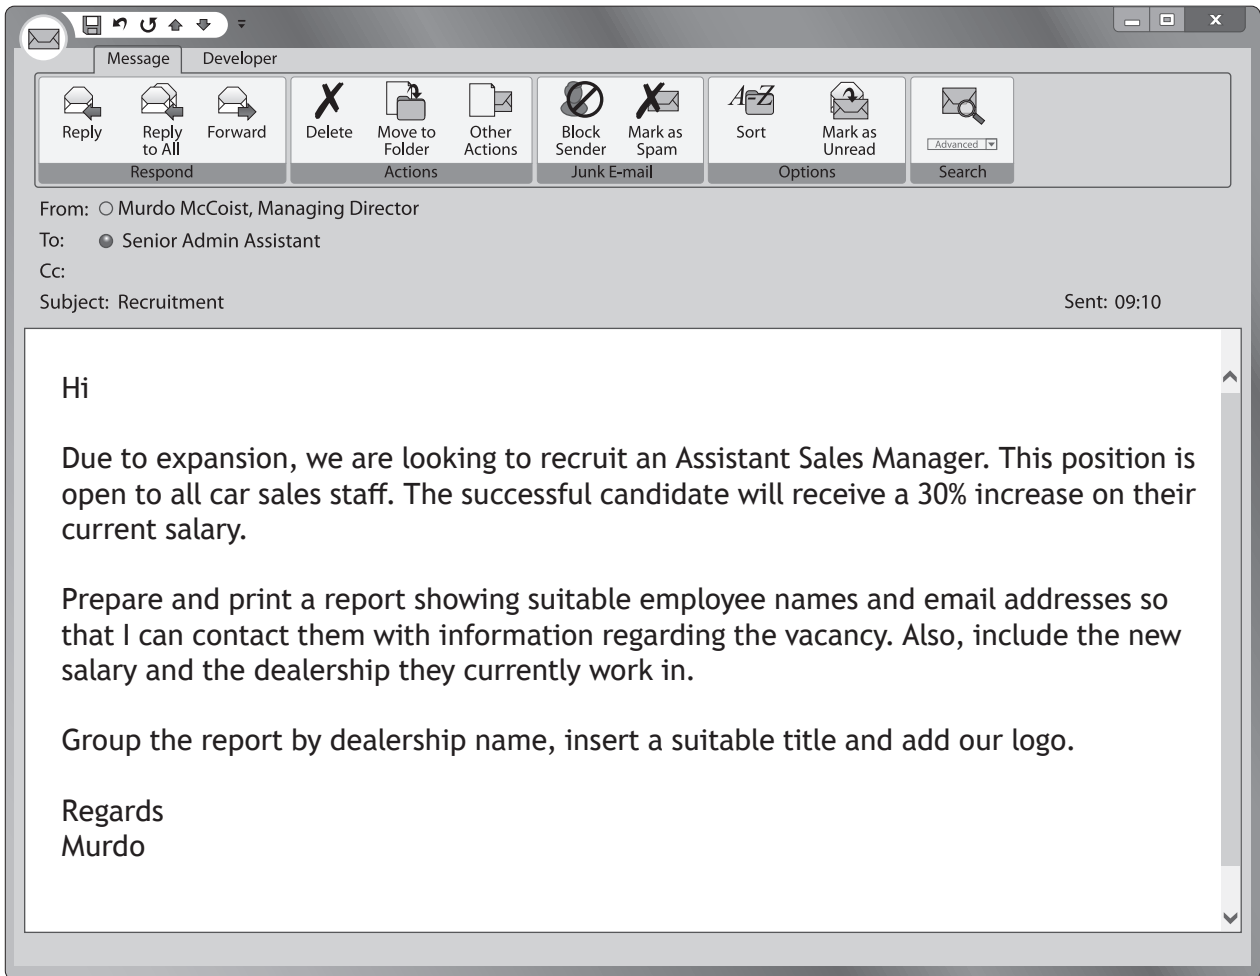 Message Developer
Reply
Reply to All
Forward
Respond
Delete
Move to Folder
Other Actions
Actions
Block Sender
Mark as Spam
Junk E-mail
A-Z
Sort
Mark as Unread
Options
Advanced
Search
From: Murdo McCoist, Managing Director
To: Senior Admin Assistant
Cc:
Subject: Recruitment Sent: 09:10
Hi
Due to expansion, we are looking to recruit an Assistant Sales Manager. This position is
open to all car sales staff. The successful candidate will receive a 30% increase on their
current salary.
Prepare and print a report showing suitable employee names and email addresses so
that I can contact them with information regarding the vacancy. Also, include the new
salary and the dealership they currently work in.
Group the report by dealership name, insert a suitable title and add our logo.
Regards
Murdo